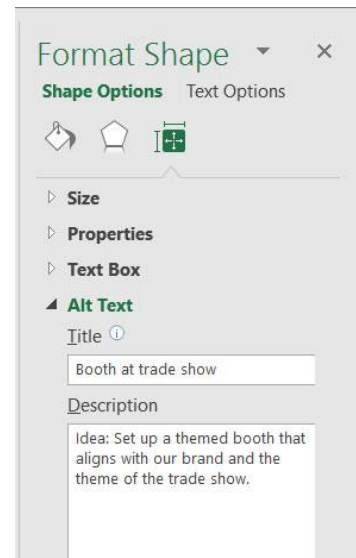 Format Shape
Shape Options Text Options
Size
Properties
Text Box
Alt Text
Title
Booth at trade show
Description
Idea: Set up a themed booth that
aligns with our brand and the
theme of the trade show.